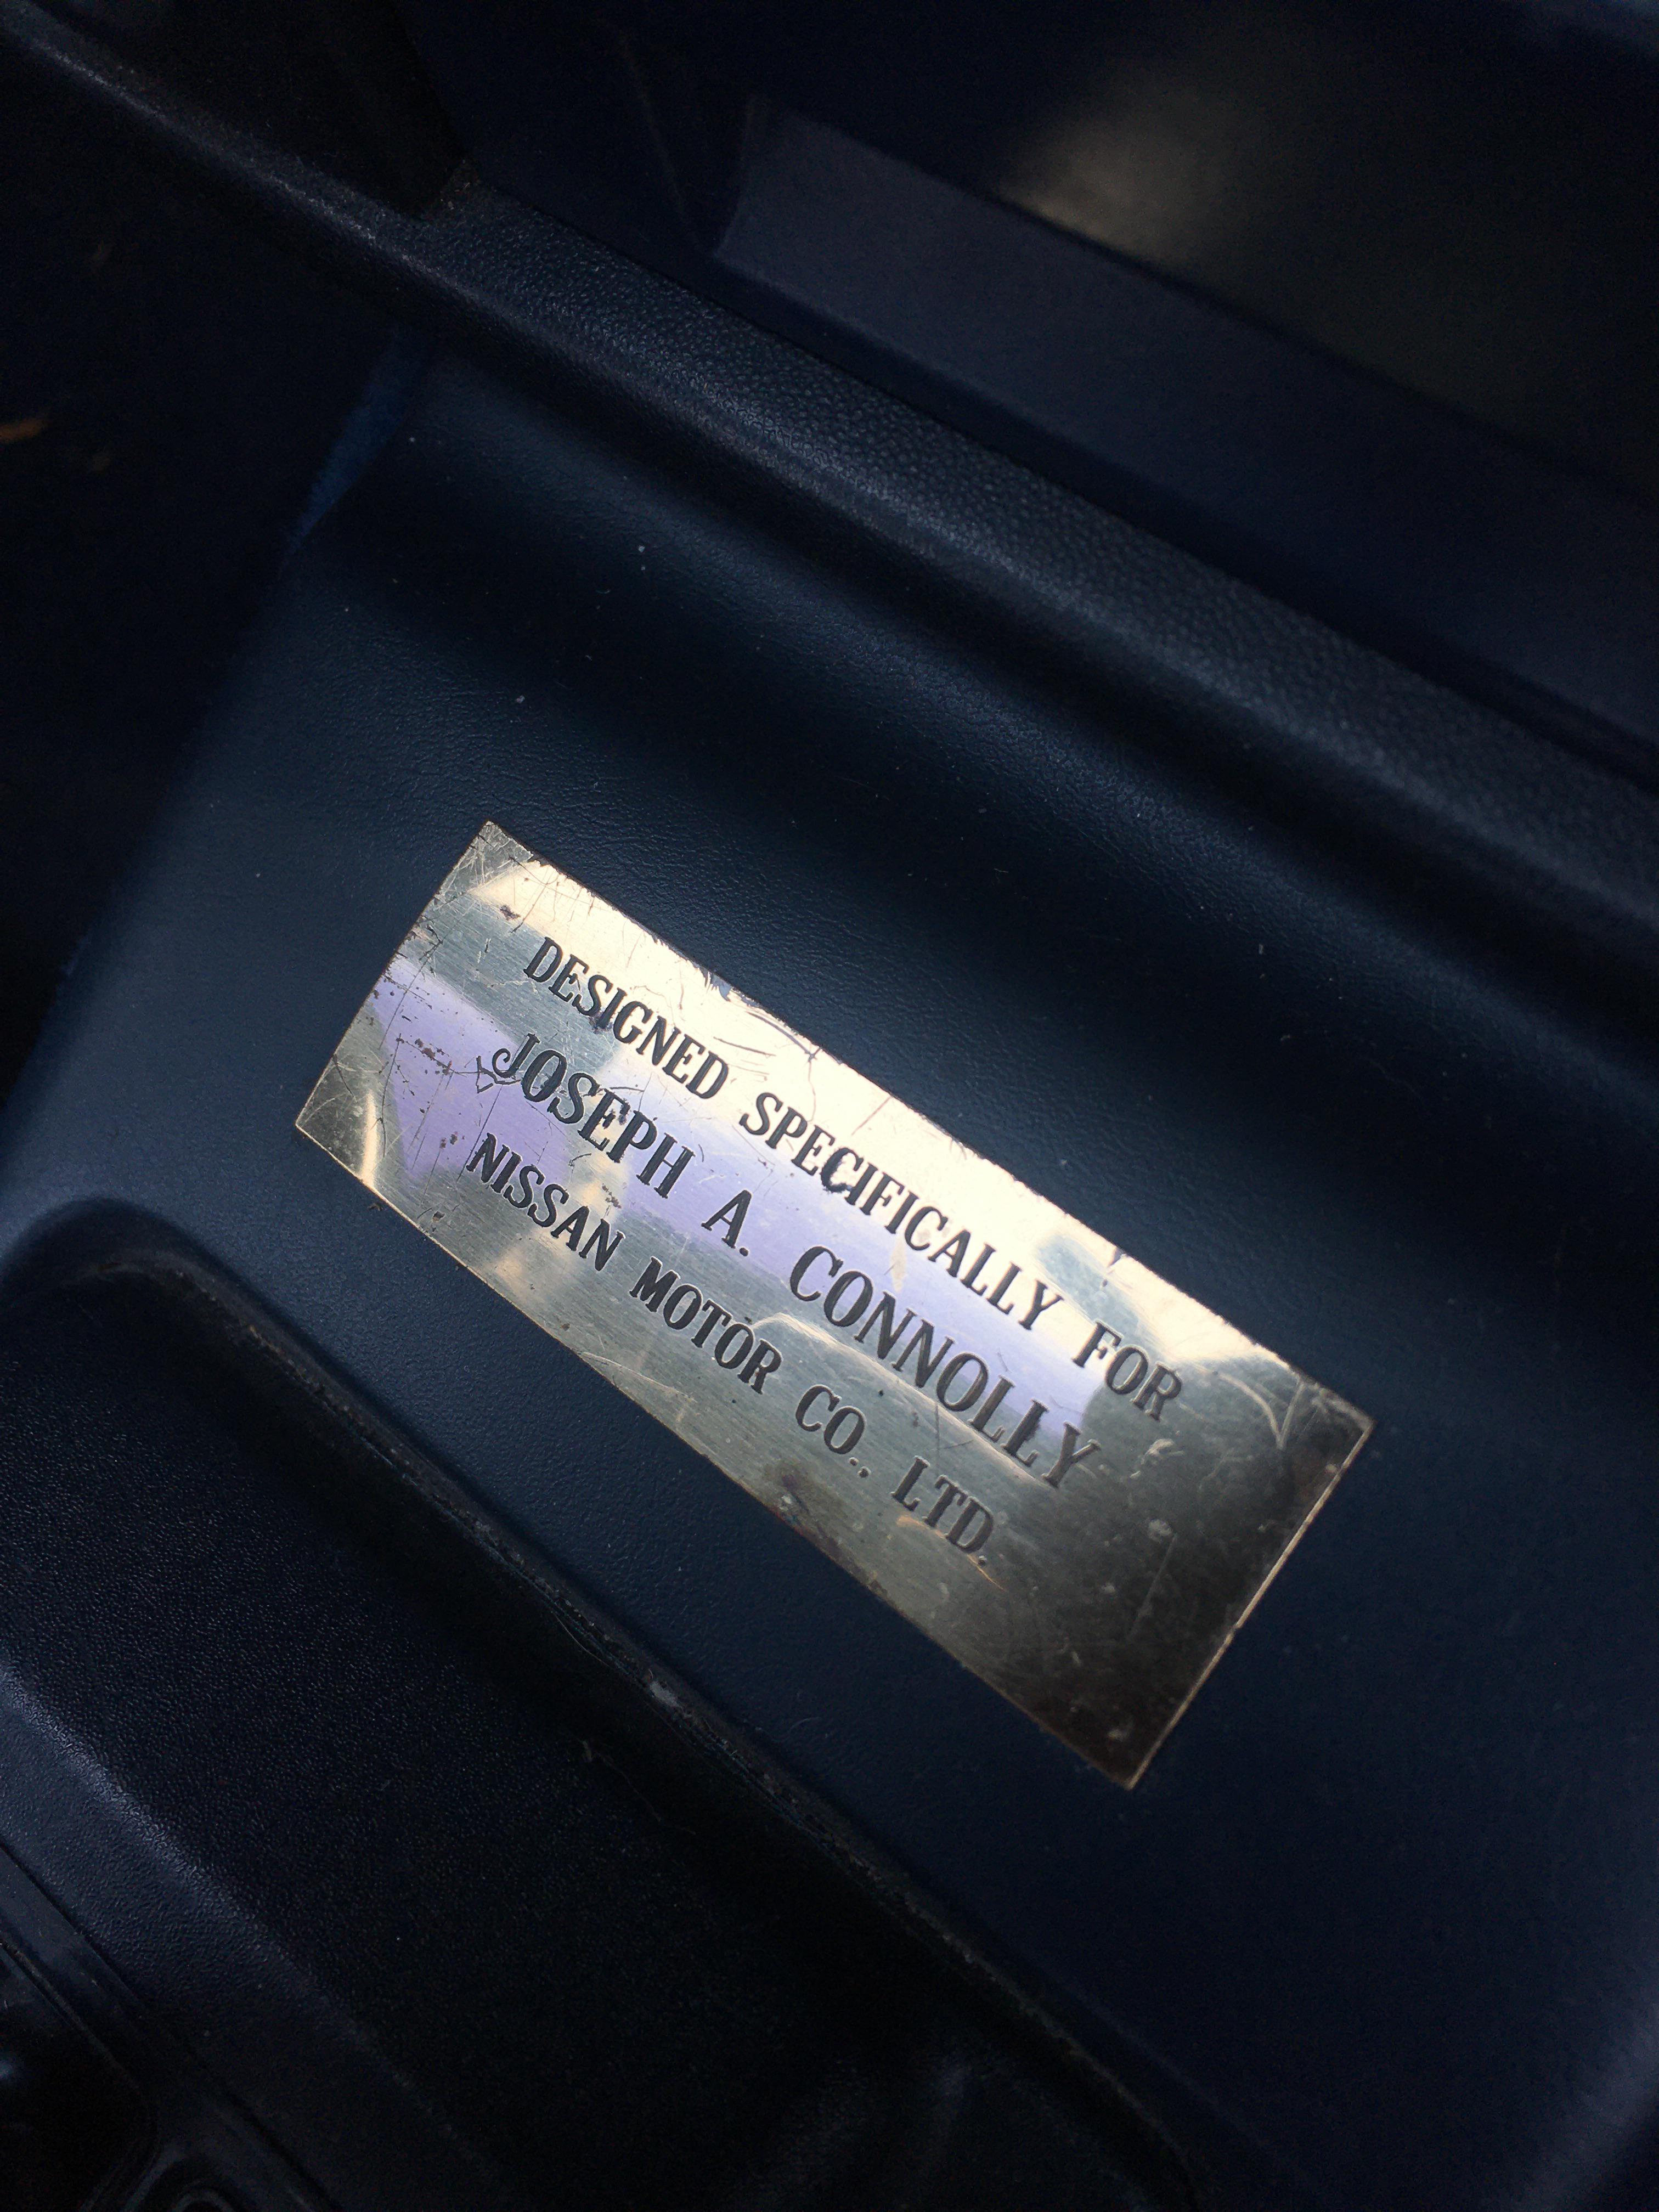 DESIGNED SPECIFICALLY FOR
JOSEPH A. CONNOLLY
NISSAN MOTOR CO., LTD.